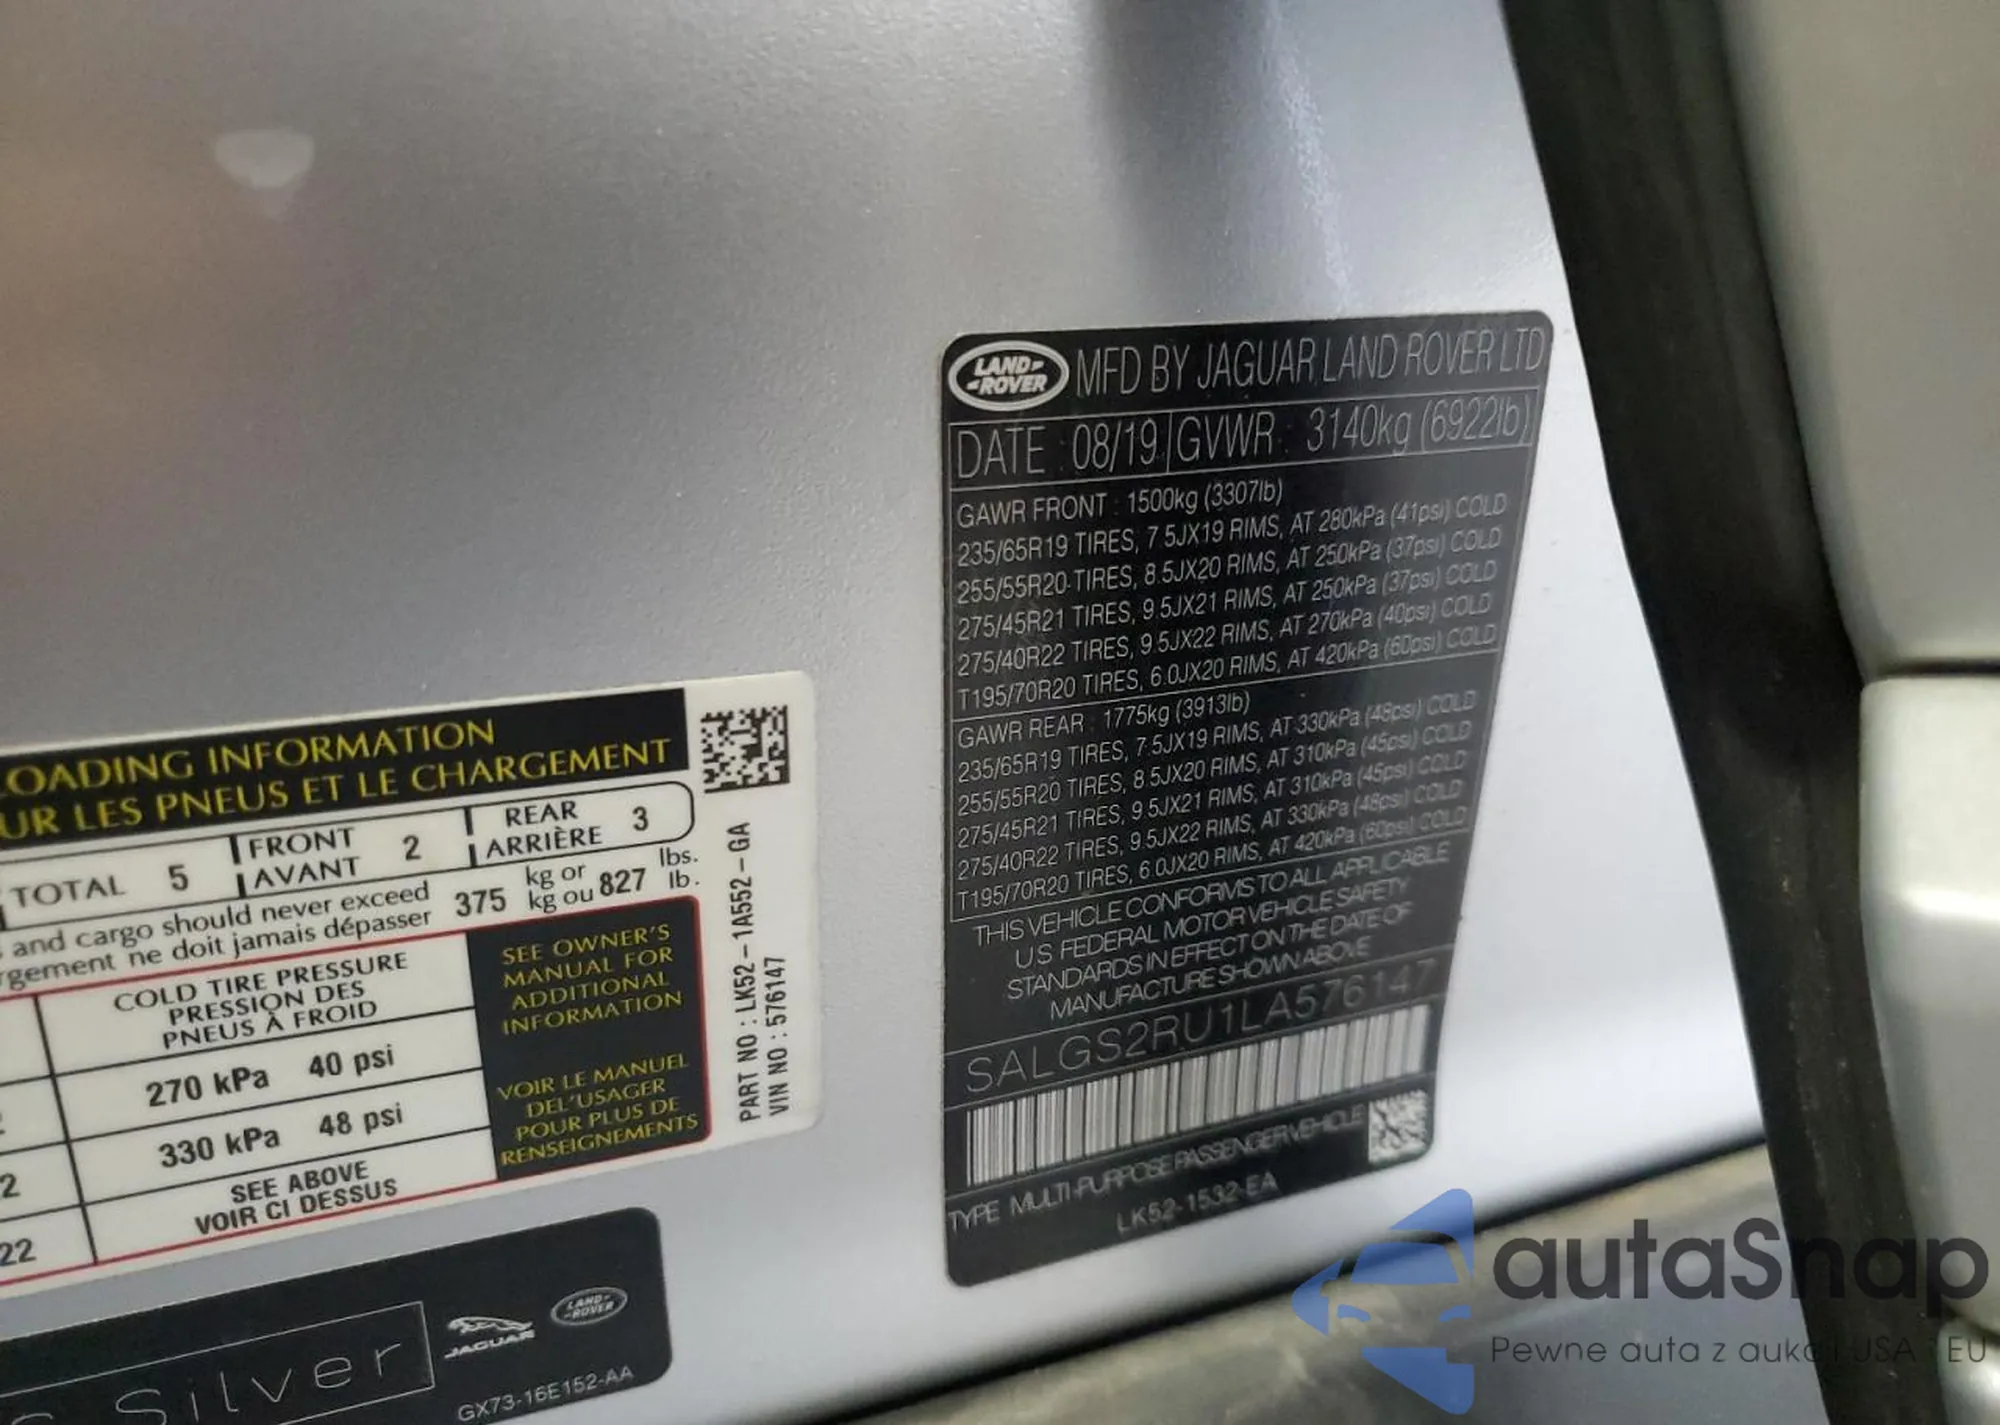 LOADING INFORMATION
UR LES PNEUS ET LE CHARGEMENT
TOTAL 5 FRONT AVANT 2 REAR ARRIÈRE 3
and cargo should never exceed 375 kg or 827 lbs.
rgement ne doit jamais dépasser kg ou lb.
COLD TIRE PRESSURE
PRESSION DES
PNEUS À FROID
270 kPa 40 psi
2 330 kPa 48 psi
22 SEE ABOVE
VOIR CI DESSUS
SEE OWNER'S
MANUAL FOR
ADDITIONAL
INFORMATION
VOIR LE MANUEL
DEL'USAGER
POUR PLUS DE
RENSEIGNEMENTS
PART NO : LK52-1A552-GA
VIN NO : 576147
Silver
JAGUAR
LAND-
-ROVER
GX73-16E152-AA
LAND-
-ROVER
MFD BY JAGUAR LAND ROVER LTD
DATE : 08/19 GVWR : 3140kg (6922lb)
GAWR FRONT : 1500kg (3307lb)
235/65R19 TIRES, 7.5JX19 RIMS, AT 280kPa (41psi) COLD
255/55R20 TIRES, 8.5JX20 RIMS, AT 250kPa (37psi) COLD
275/45R21 TIRES, 9.5JX21 RIMS, AT 250kPa (37psi) COLD
275/40R22 TIRES, 9.5JX22 RIMS, AT 270kPa (40psi) COLD
T195/70R20 TIRES, 6.0JX20 RIMS, AT 420kPa (60psi) COLD
GAWR REAR : 1775kg (3913lb)
235/65R19 TIRES, 7.5JX19 RIMS, AT 330kPa (48psi) COLD
255/55R20 TIRES, 8.5JX20 RIMS, AT 310kPa (45psi) COLD
275/45R21 TIRES, 9.5JX21 RIMS, AT 310kPa (45psi) COLD
275/40R22 TIRES, 9.5JX22 RIMS, AT 330kPa (48psi) COLD
T195/70R20 TIRES, 6.0JX20 RIMS, AT 420kPa (60psi) COLD
THIS VEHICLE CONFORMS TO ALL APPLICABLE
U.S. FEDERAL MOTOR VEHICLE SAFETY
STANDARDS IN EFFECT ON THE DATE OF
MANUFACTURE SHOWN ABOVE
SALGS2RU1LA576147
TYPE MULTI-PURPOSE PASSENGER VEHICLE
LK52-1532-EA
autaSnap
Pewne auta z aukcji USA i EU